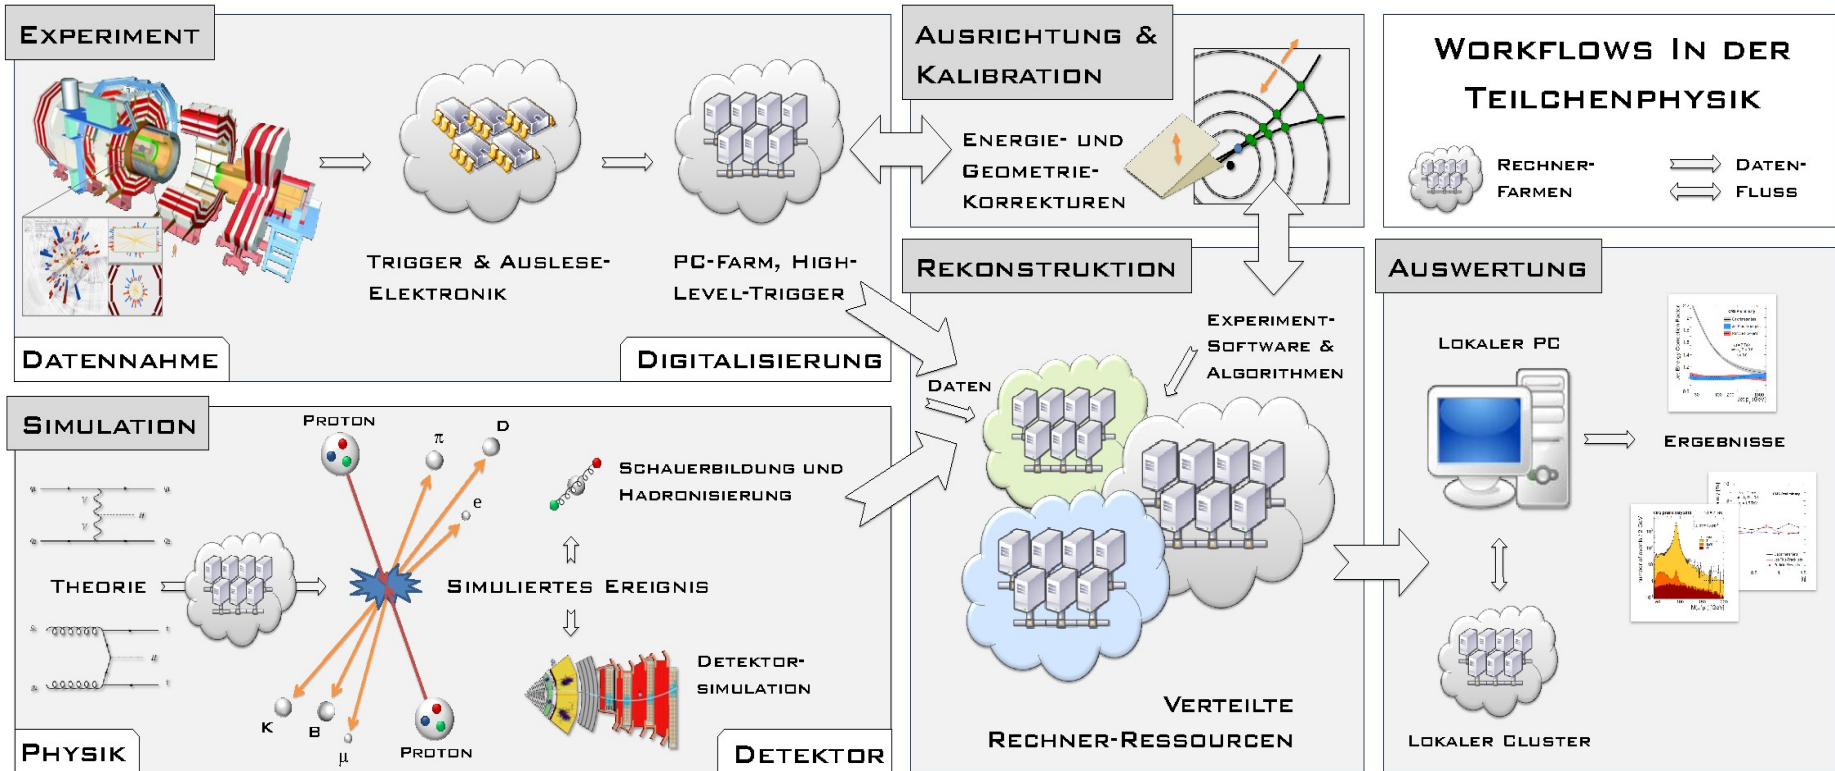 EXPERIMENT
TRIGGER & AUSLESE-
ELEKTRONIK
PC-FARM, HIGH-
LEVEL-TRIGGER
DATENNAHME
DIGITALISIERUNG
AUSRICHTUNG &
KALIBRATION
ENERGIE- UND
GEOMETRIE-
KORREKTUREN
WORKFLOWS IN DER
TEILCHENPHYSIK
RECHNER-
FARMEN
DATEN-
FLUSS
SIMULATION
PROTON
π
D
e
SCHAUERBILDUNG UND
HADRONISIERUNG
THEORIE
SIMULIERTES EREIGNIS
DETEKTOR-
SIMULATION
K
B
μ
PROTON
PHYSIK
DETEKTOR
REKONSTRUKTION
EXPERIMENT-
SOFTWARE &
ALGORITHMEN
DATEN
VERTEILTE
RECHNER-RESSOURCEN
AUSWERTUNG
LOKALER PC
ERGEBNISSE
LOKALER CLUSTER